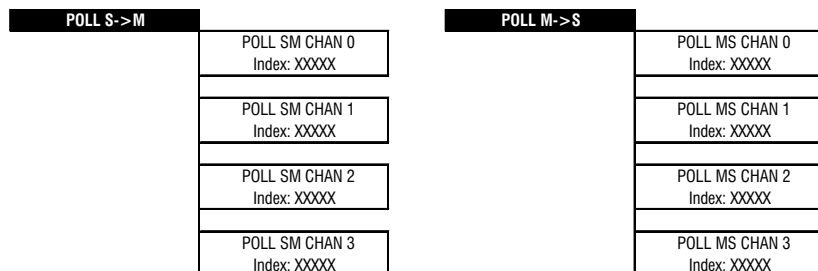 POLL S->M
POLL SM CHAN 0
Index: XXXXX
POLL SM CHAN 1
Index: XXXXX
POLL SM CHAN 2
Index: XXXXX
POLL SM CHAN 3
Index: XXXXX
POLL M->S
POLL MS CHAN 0
Index: XXXXX
POLL MS CHAN 1
Index: XXXXX
POLL MS CHAN 2
Index: XXXXX
POLL MS CHAN 3
Index: XXXXX